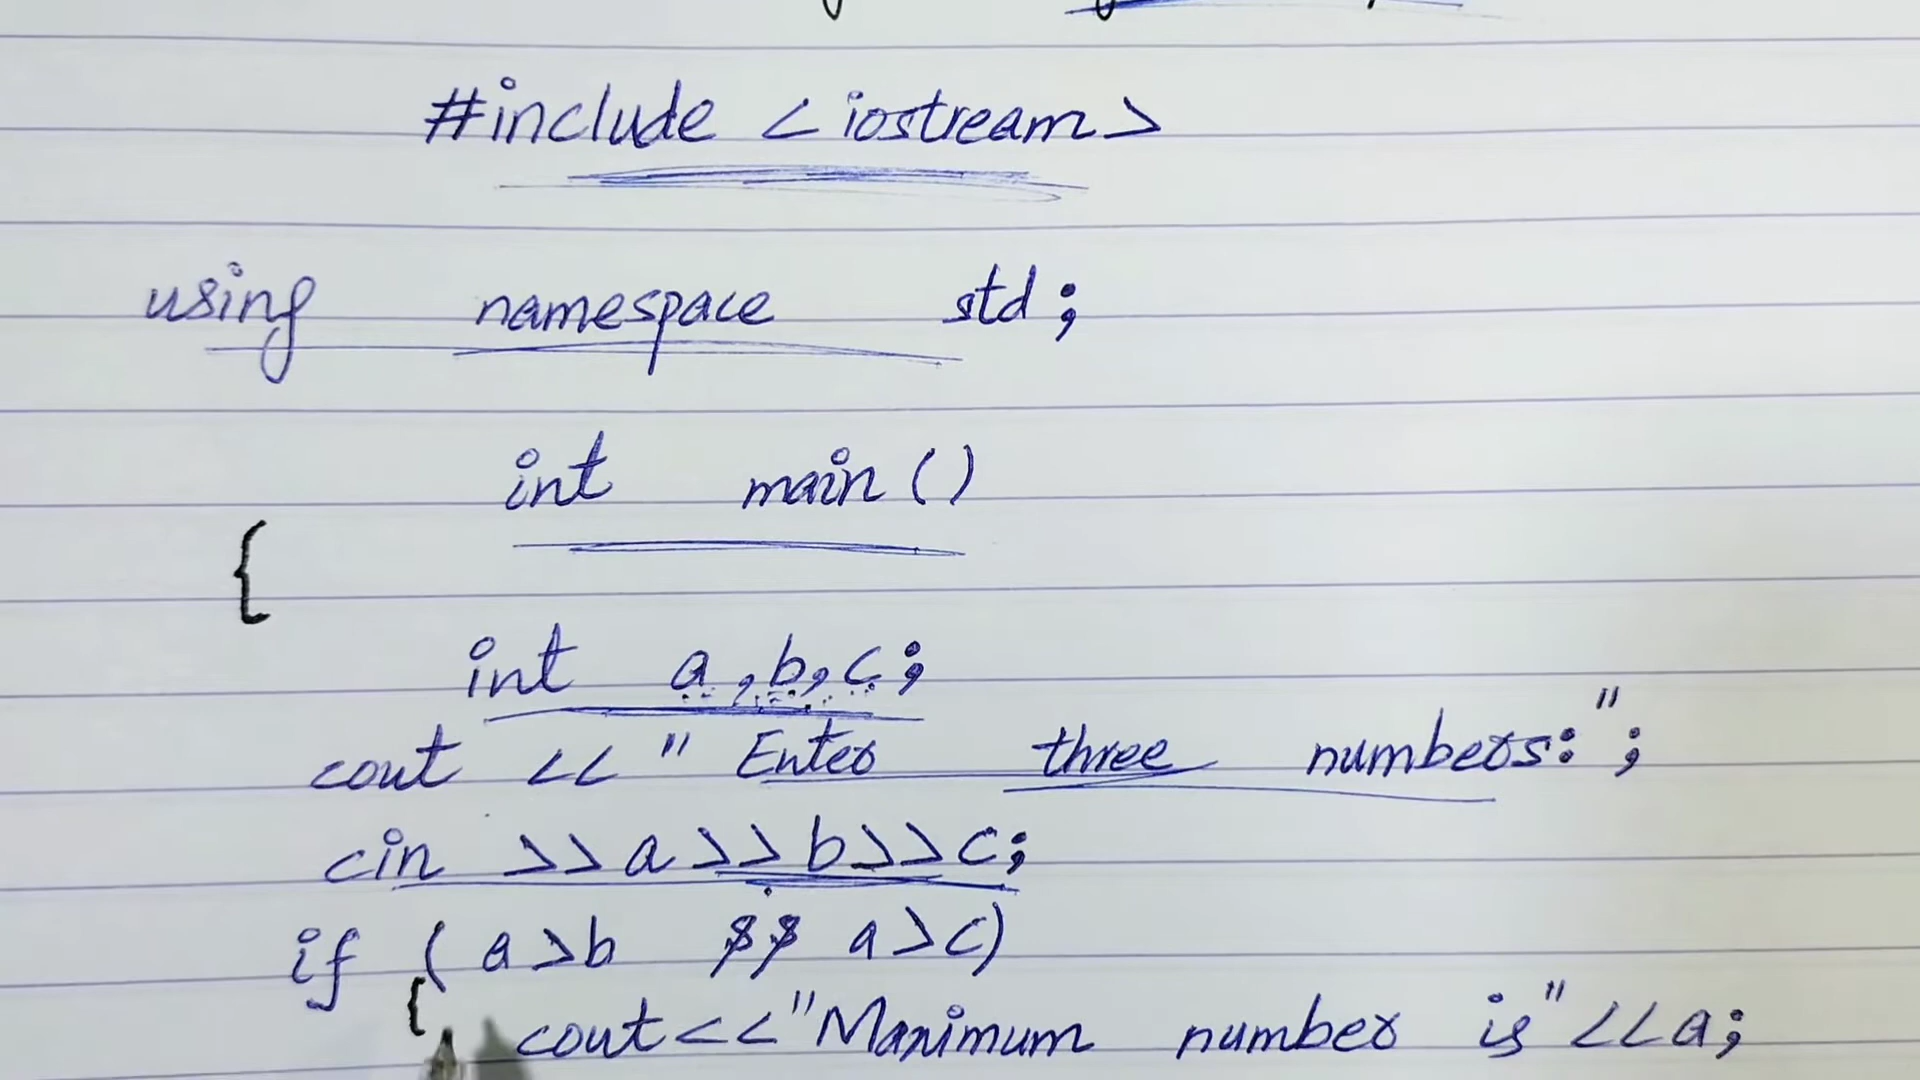 #include <iostream>
using namespace std;
int main()
{
int a,b,c;
cout << "Enter three numbers:";
cin >>a>>b>>c;
if (a>b && a>c)
{ cout<<"Maximum number is"<<a;